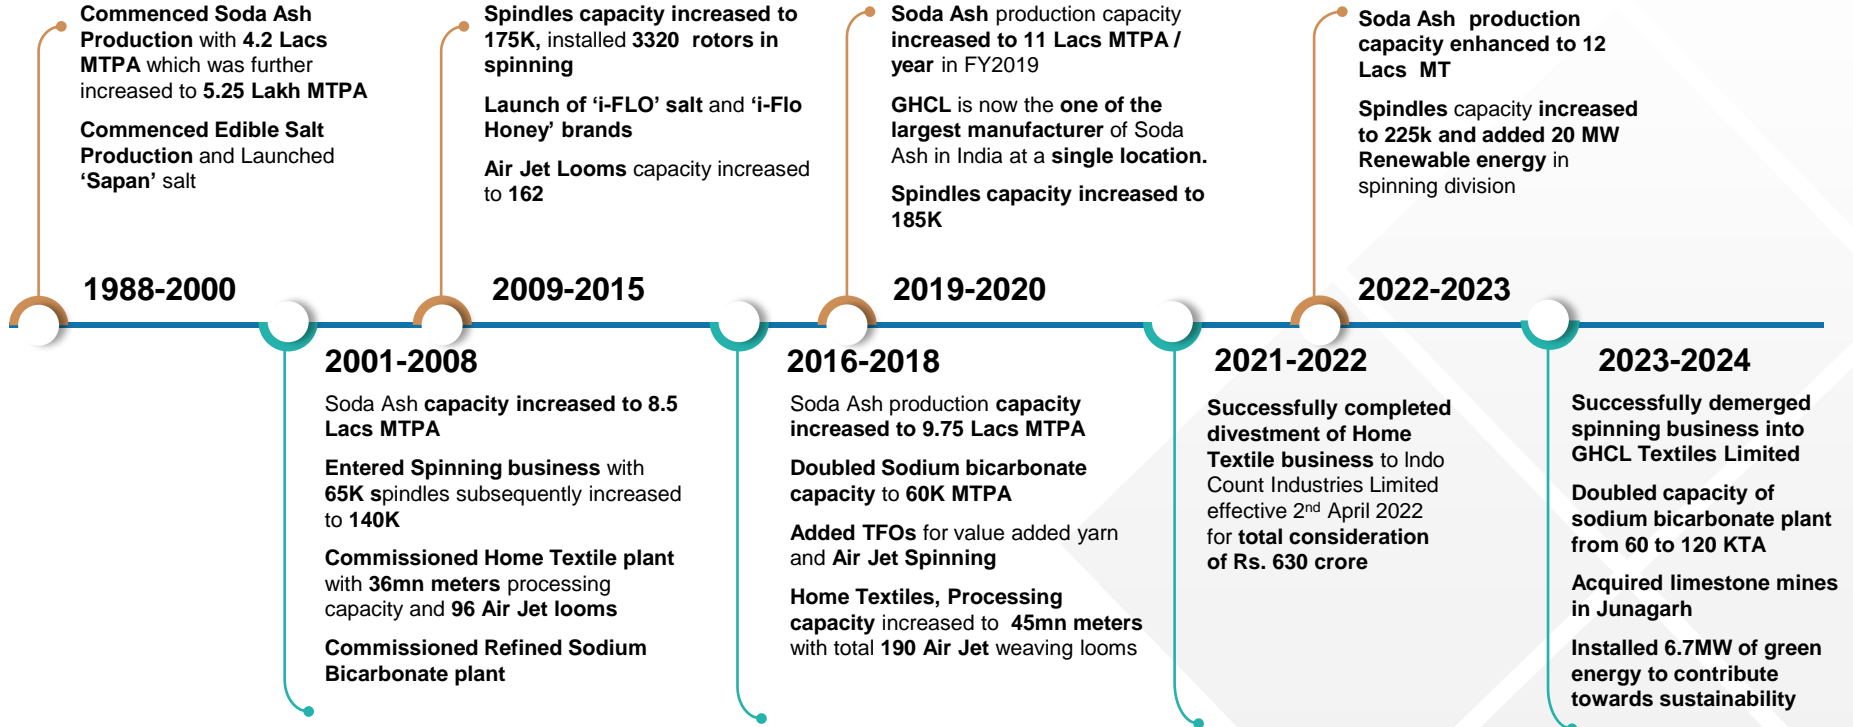 Commenced Soda Ash
Production with 4.2 Lacs
MTPA which was further
increased to 5.25 Lakh MTPA
Commenced Edible Salt
Production and Launched
‘Sapan’ salt
1988-2000
2001-2008
Soda Ash capacity increased to 8.5
Lacs MTPA
Entered Spinning business with
65K spindles subsequently increased
to 140K
Commissioned Home Textile plant
with 36mn meters processing
capacity and 96 Air Jet looms
Commissioned Refined Sodium
Bicarbonate plant
Spindles capacity increased to
175K, installed 3320 rotors in
spinning
Launch of ‘i-FLO’ salt and ‘i-Flo
Honey’ brands
Air Jet Looms capacity increased
to 162
2009-2015
2016-2018
Soda Ash production capacity
increased to 9.75 Lacs MTPA
Doubled Sodium bicarbonate
capacity to 60K MTPA
Added TFOs for value added yarn
and Air Jet Spinning
Home Textiles, Processing
capacity increased to 45mn meters
with total 190 Air Jet weaving looms
Soda Ash production capacity
increased to 11 Lacs MTPA /
year in FY2019
GHCL is now the one of the
largest manufacturer of Soda
Ash in India at a single location.
Spindles capacity increased to
185K
2019-2020
2021-2022
Successfully completed
divestment of Home
Textile business to Indo
Count Industries Limited
effective 2nd April 2022
for total consideration
of Rs. 630 crore
Soda Ash production
capacity enhanced to 12
Lacs MT
Spindles capacity increased
to 225k and added 20 MW
Renewable energy in
spinning division
2022-2023
2023-2024
Successfully demerged
spinning business into
GHCL Textiles Limited
Doubled capacity of
sodium bicarbonate plant
from 60 to 120 KTA
Acquired limestone mines
in Junagarh
Installed 6.7MW of green
energy to contribute
towards sustainability